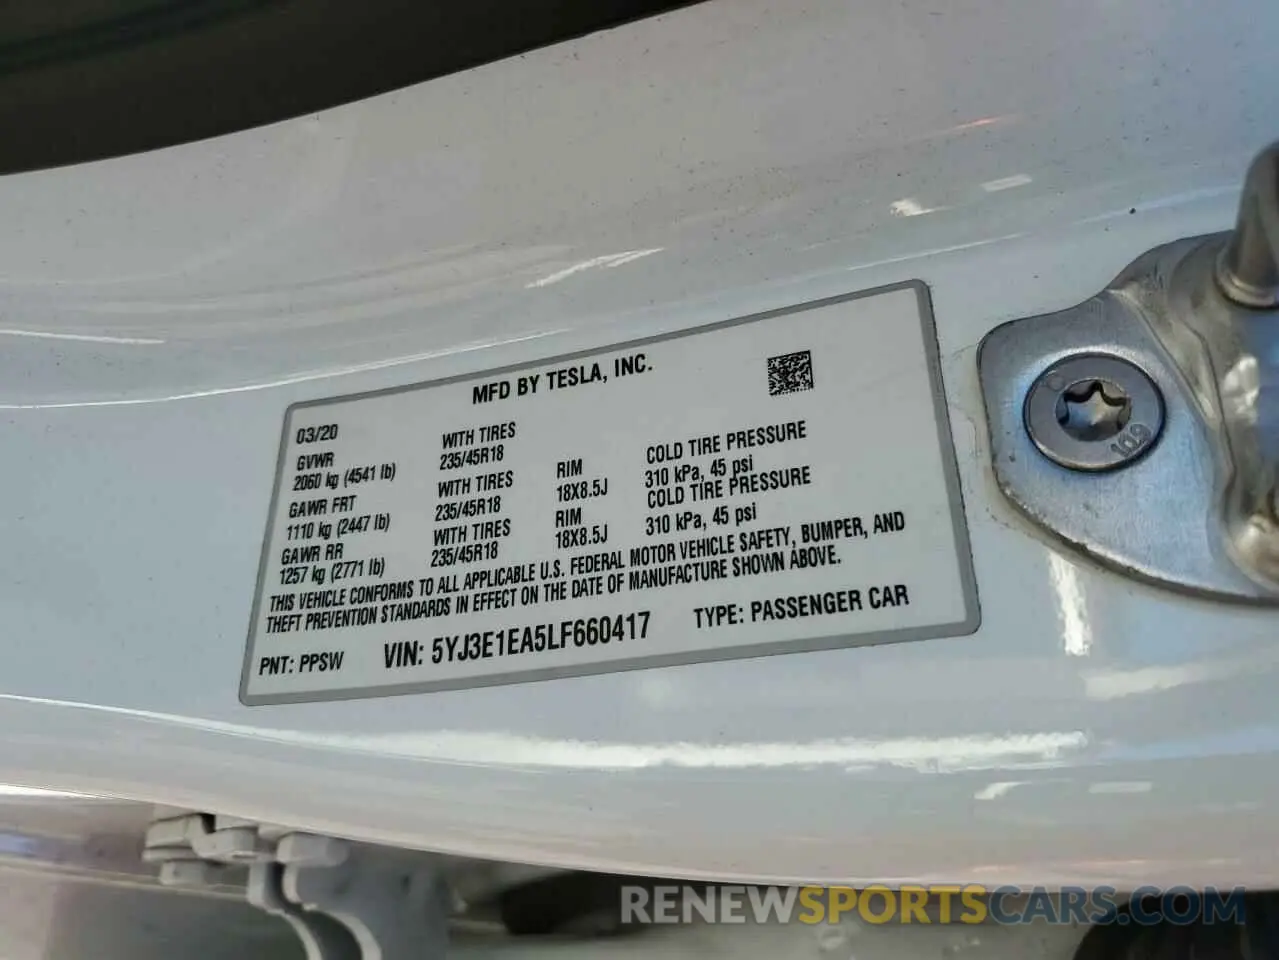 MFD BY TESLA, INC.
03/20
GVWR WITH TIRES
2060 kg (4541 lb) 235/45R18
GAWR FRT WITH TIRES RIM COLD TIRE PRESSURE
1110 kg (2447 lb) 235/45R18 18X8.5J 310 kPa, 45 psi
GAWR RR WITH TIRES RIM COLD TIRE PRESSURE
1257 kg (2771 lb) 235/45R18 18X8.5J 310 kPa, 45 psi
THIS VEHICLE CONFORMS TO ALL APPLICABLE U.S. FEDERAL MOTOR VEHICLE SAFETY, BUMPER, AND
THEFT PREVENTION STANDARDS IN EFFECT ON THE DATE OF MANUFACTURE SHOWN ABOVE.
PNT: PPSW VIN: 5YJ3E1EA5LF660417 TYPE: PASSENGER CAR
10.9
RENEWSPORTSCARS.COM